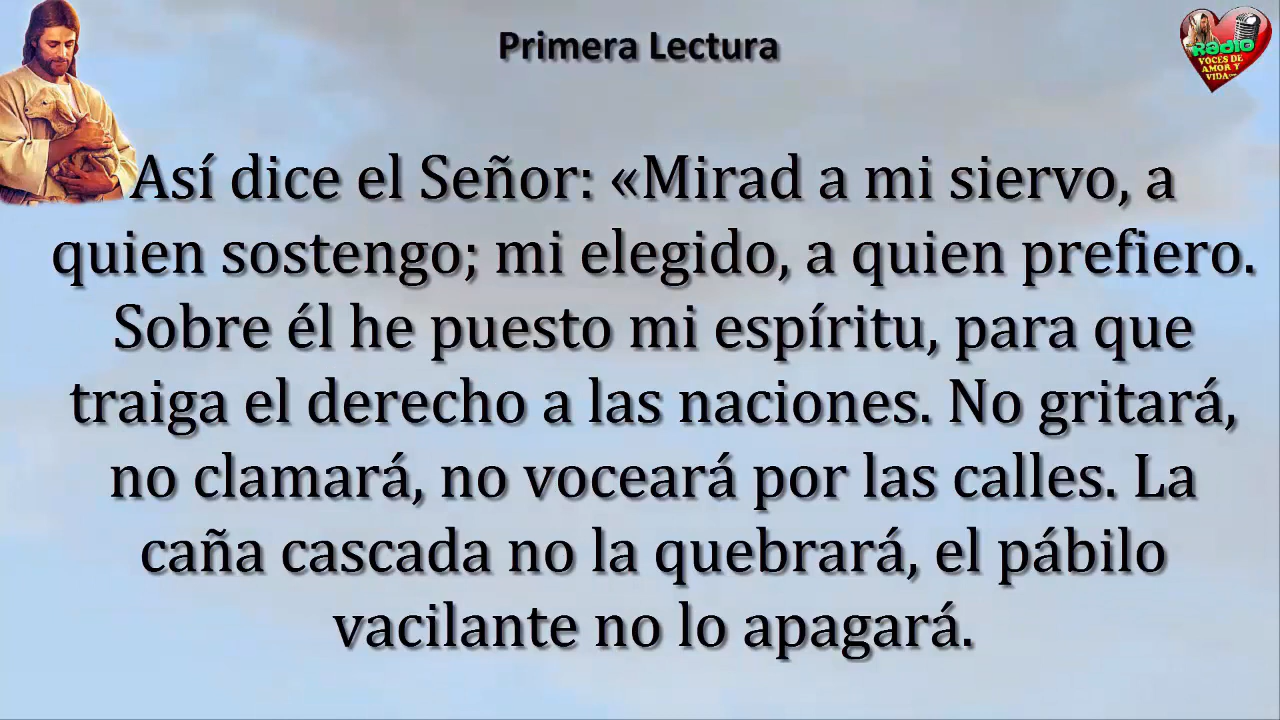 Primera Lectura
Radio
VOCES DE
AMOR Y
VIDA...
Así dice el Señor: «Mirad a mi siervo, a
quien sostengo; mi elegido, a quien prefiero.
Sobre él he puesto mi espíritu, para que
traiga el derecho a las naciones. No gritará,
no clamará, no voceará por las calles. La
caña cascada no la quebrará, el pábilo
vacilante no lo apagará.